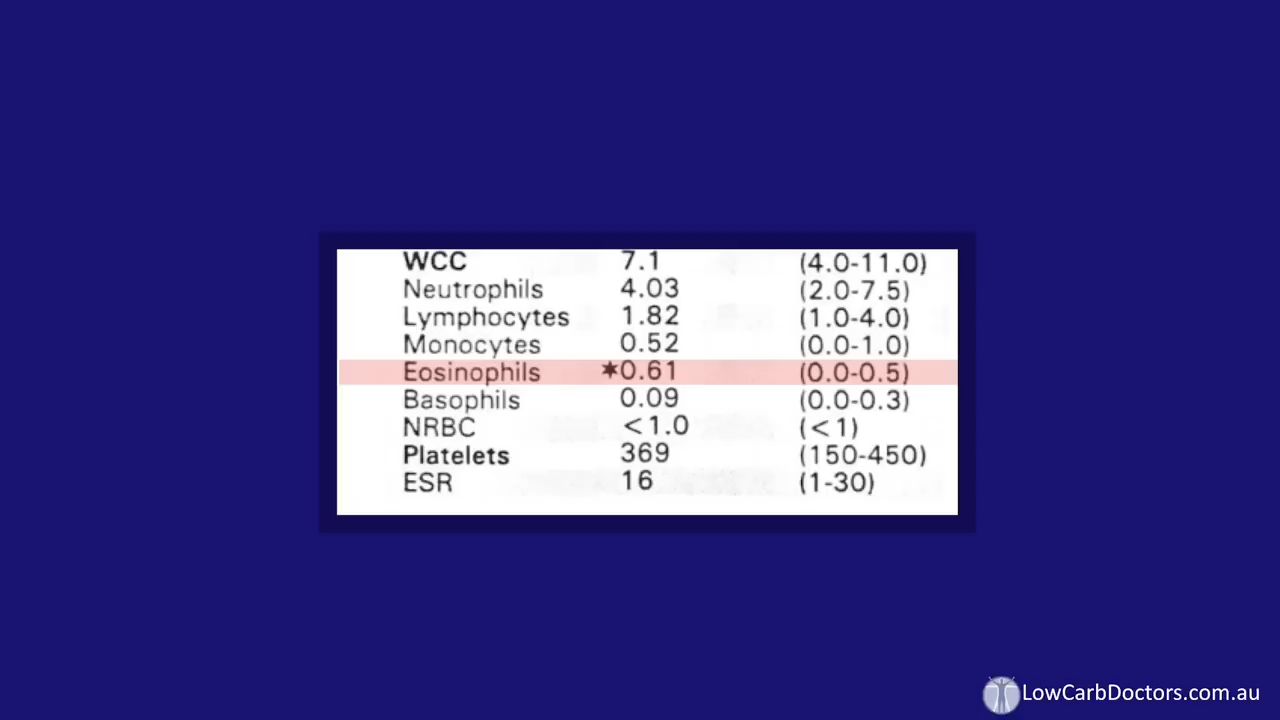 WCC 7.1 (4.0-11.0)
Neutrophils 4.03 (2.0-7.5)
Lymphocytes 1.82 (1.0-4.0)
Monocytes 0.52 (0.0-1.0)
Eosinophils ✶0.61 (0.0-0.5)
Basophils 0.09 (0.0-0.3)
NRBC <1.0 (<1)
Platelets 369 (150-450)
ESR 16 (1-30)
LowCarbDoctors.com.au